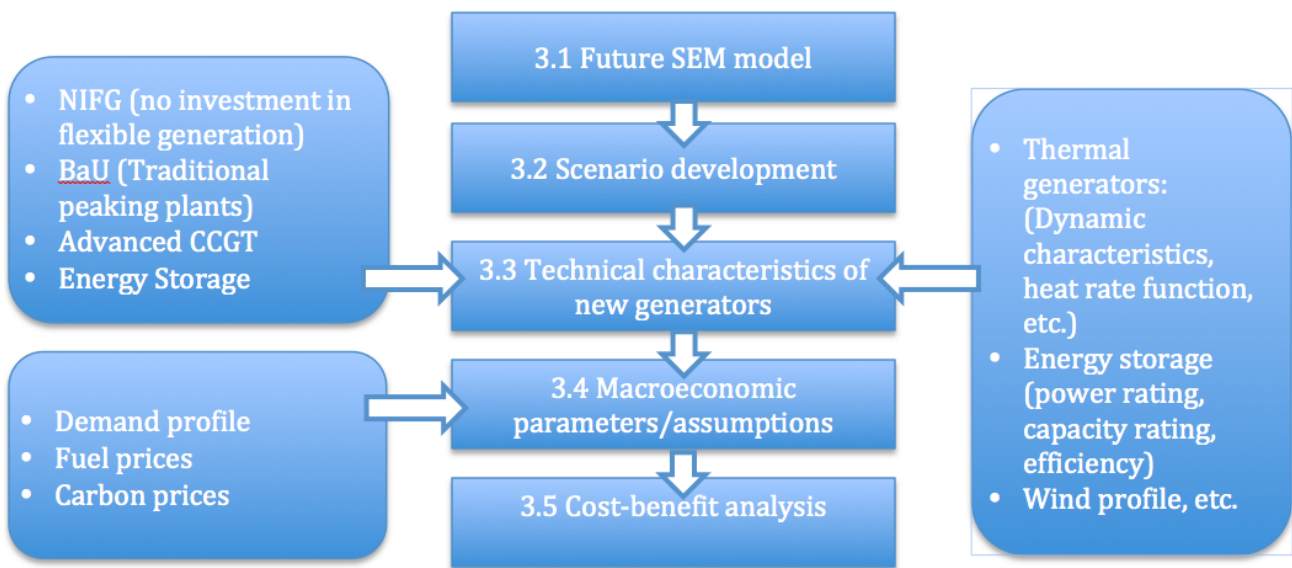 3.1 Future SEM model
• NIFG (no investment in
flexible generation)
• BaU (Traditional
peaking plants)
• Advanced CCGT
• Energy Storage
3.2 Scenario development
3.3 Technical characteristics of
new generators
• Thermal
generators:
(Dynamic
characteristics,
heat rate function,
etc.)
• Energy storage
(power rating,
capacity rating,
efficiency)
• Wind profile, etc.
• Demand profile
• Fuel prices
• Carbon prices
3.4 Macroeconomic
parameters/assumptions
3.5 Cost-benefit analysis